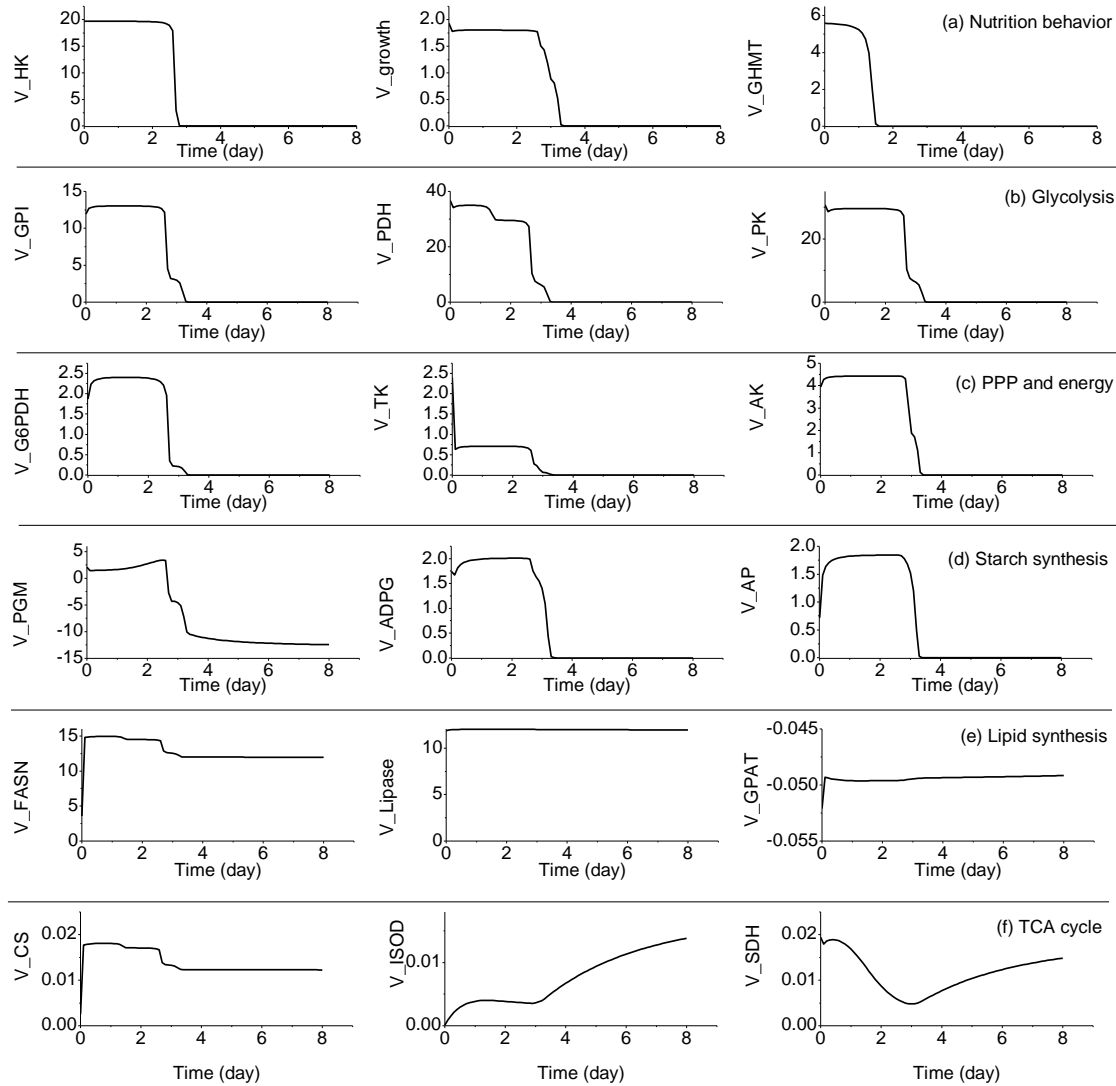 (a) Nutrition behavior
V_HK
20
15
10
5
0
0 2 4 6 8
Time (day)
V_growth
2.0
1.5
1.0
0.5
0.0
0 2 4 6 8
Time (day)
V_GHMT
6
4
2
0
0 2 4 6 8
Time (day)
(b) Glycolysis
V_GPI
15
10
5
0
0 2 4 6 8
Time (day)
V_PDH
40
20
0
0 2 4 6 8
Time (day)
V_PK
20
0
0 2 4 6 8
Time (day)
(c) PPP and energy
V_G6PDH
2.5
2.0
1.5
1.0
0.5
0.0
0 2 4 6 8
Time (day)
V_TK
2.5
2.0
1.5
1.0
0.5
0.0
0 2 4 6 8
Time (day)
V_AK
5
4
3
2
1
0
0 2 4 6 8
Time (day)
(d) Starch synthesis
V_PGM
5
0
-5
-10
-15
0 2 4 6 8
Time (day)
V_ADPG
2.0
1.5
1.0
0.5
0.0
0 2 4 6 8
Time (day)
V_AP
2.0
1.5
1.0
0.5
0.0
0 2 4 6 8
Time (day)
(e) Lipid synthesis
V_FASN
15
10
5
0
0 2 4 6 8
Time (day)
V_Lipase
10
5
0
0 2 4 6 8
Time (day)
V_GPAT
-0.045
-0.050
-0.055
0 2 4 6 8
Time (day)
(f) TCA cycle
V_CS
0.02
0.01
0.00
0 2 4 6 8
Time (day)
V_ISOD
0.01
0.00
0 2 4 6 8
Time (day)
V_SDH
0.02
0.01
0.00
0 2 4 6 8
Time (day)